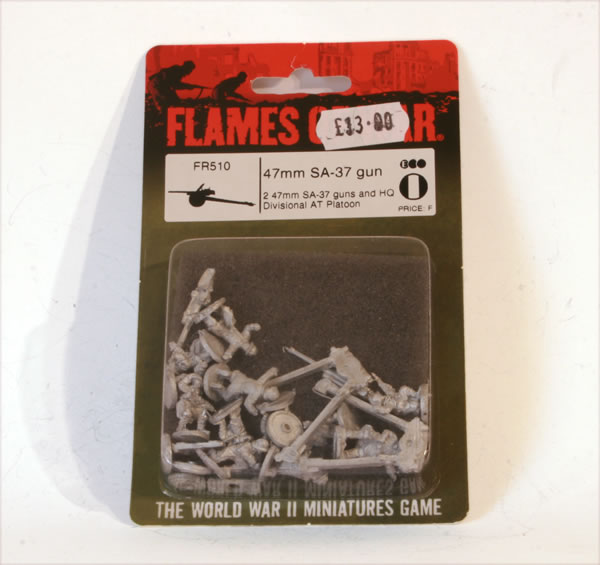 FLAMES OF WAR.
£13.00
FR510
47mm SA-37 gun
2 47mm SA-37 guns and HQ
Divisional AT Platoon
PRICE: F
THE WORLD WAR II MINIATURES GAME